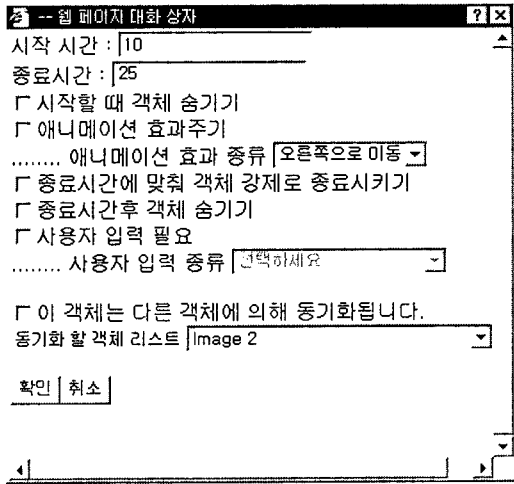 -- 웹 페이지 대화 상자
시작 시간 : 10
종료시간 : 25
시작할 때 객체 숨기기
애니메이션 효과주기
........ 애니메이션 효과 종류 오른쪽으로 이동
종료시간에 맞춰 객체 강제로 종료시키기
종료시간후 객체 숨기기
사용자 입력 필요
........ 사용자 입력 종류 선택하세요
이 객체는 다른 객체에 의해 동기화됩니다.
동기화 할 객체 리스트 Image 2
확인 취소